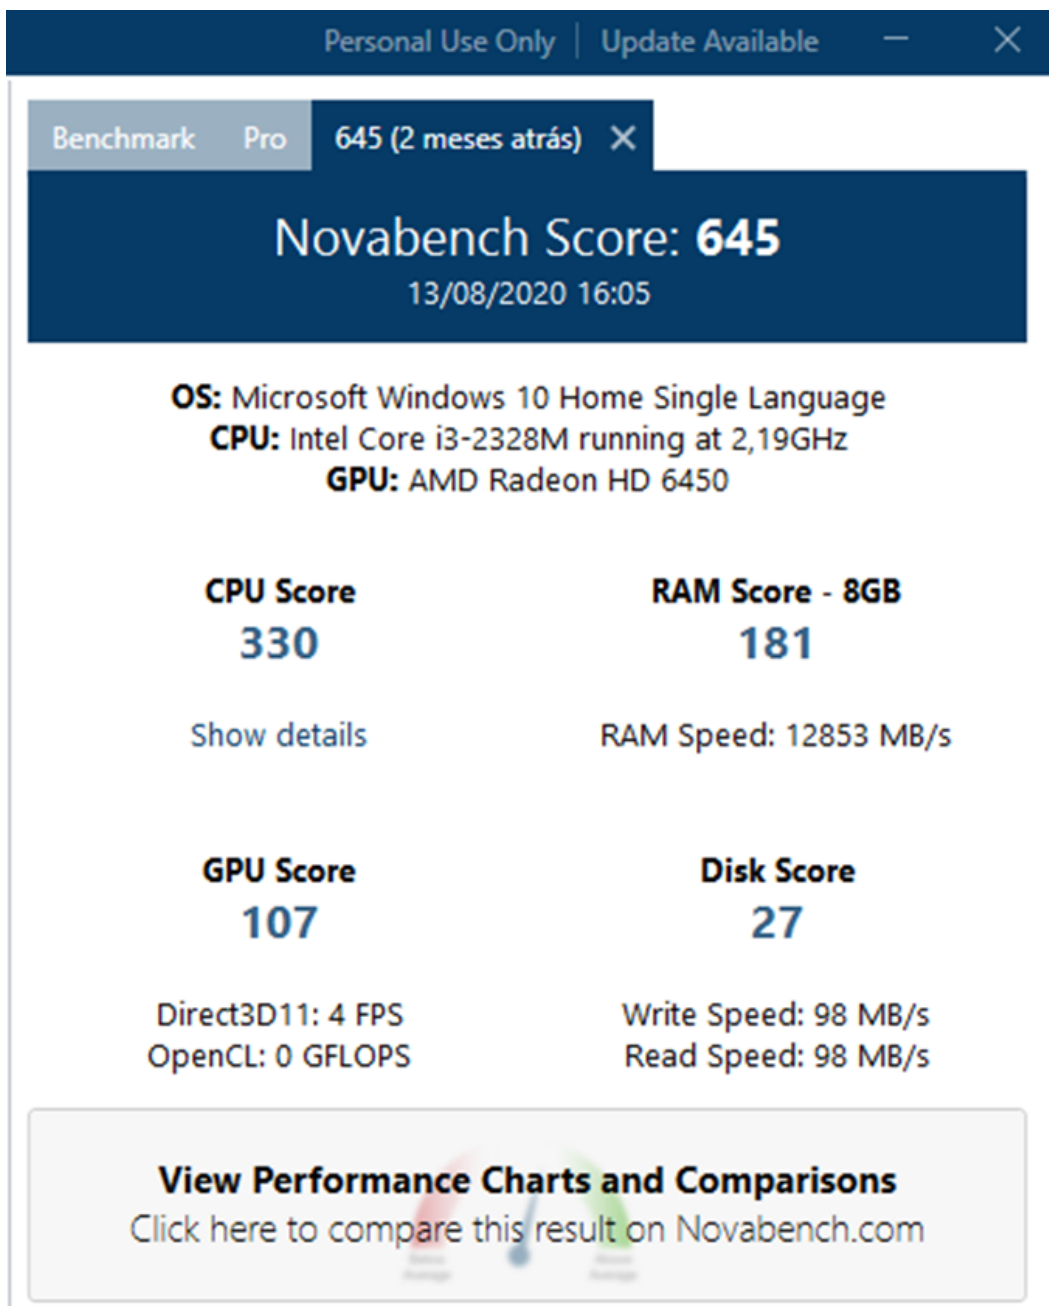 Personal Use Only | Update Available
Benchmark Pro 645 (2 meses atrás)
Novabench Score: 645
13/08/2020 16:05
OS: Microsoft Windows 10 Home Single Language
CPU: Intel Core i3-2328M running at 2,19GHz
GPU: AMD Radeon HD 6450
CPU Score
330
Show details
RAM Score - 8GB
181
RAM Speed: 12853 MB/s
GPU Score
107
Direct3D11: 4 FPS
OpenCL: 0 GFLOPS
Disk Score
27
Write Speed: 98 MB/s
Read Speed: 98 MB/s
View Performance Charts and Comparisons
Click here to compare this result on Novabench.com